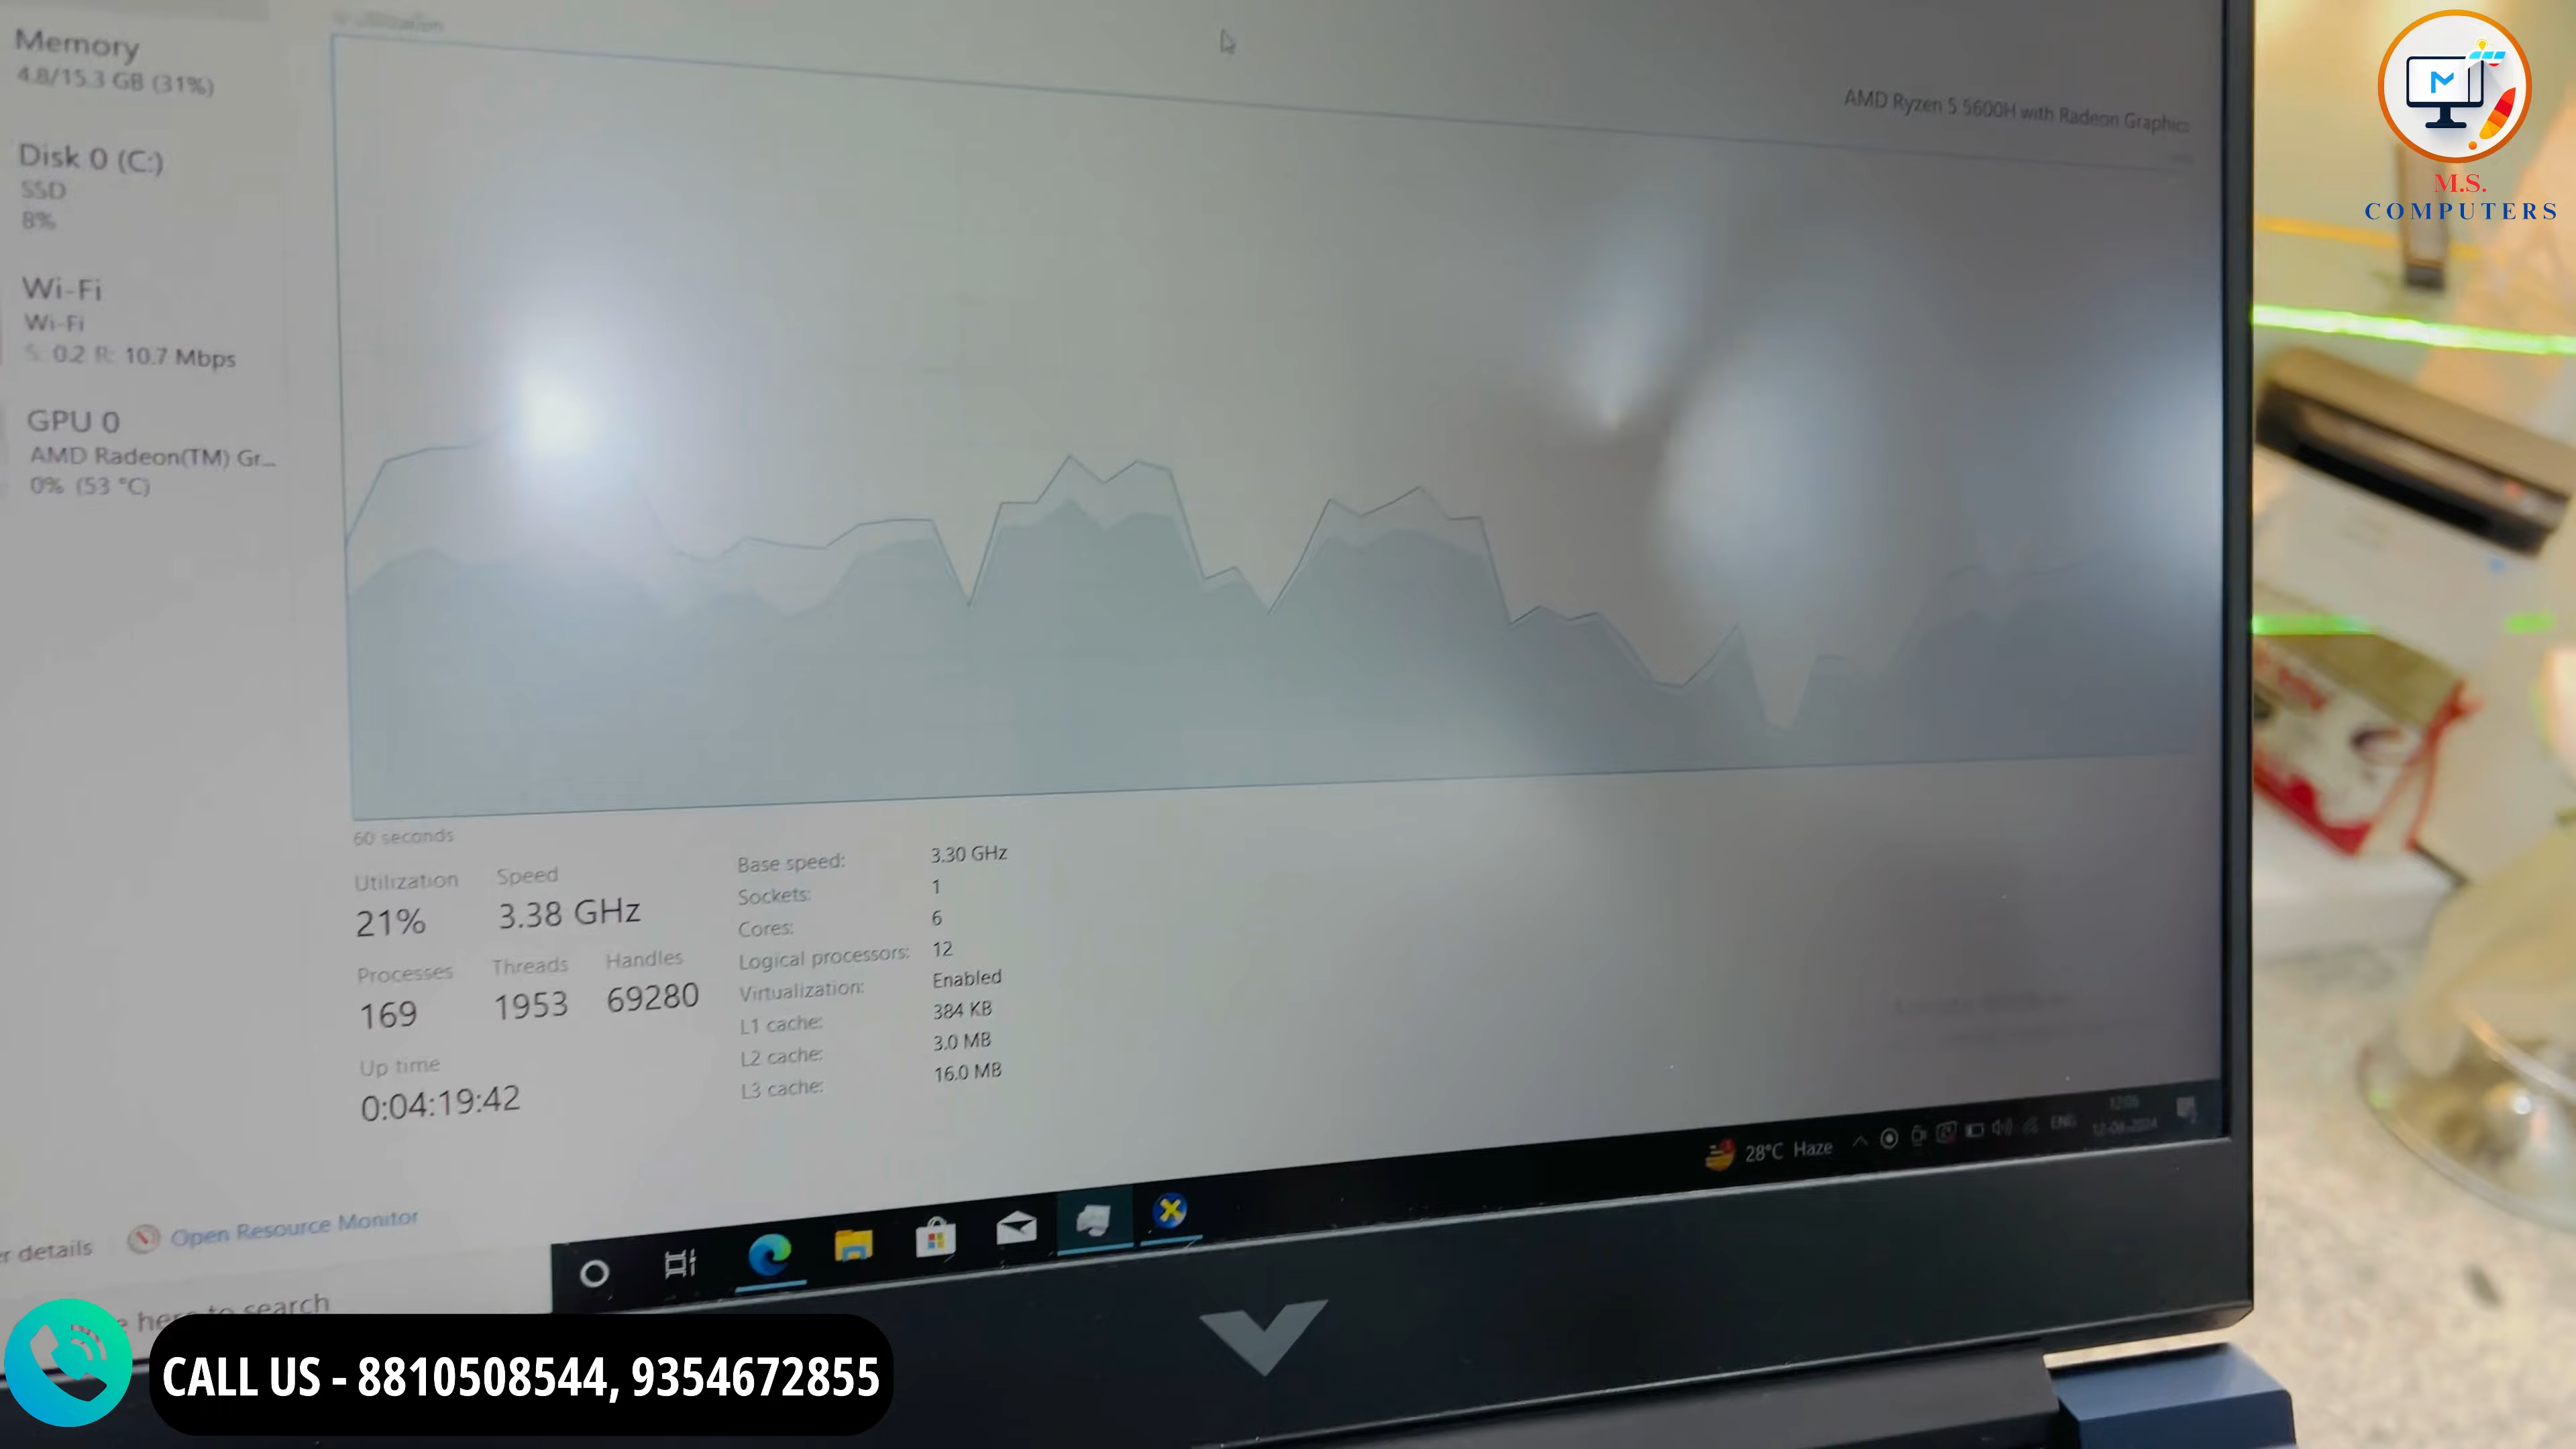 Memory
4.8/15.3 GB (31%)
Disk 0 (C:)
SSD
8%
Wi-Fi
Wi-Fi
S: 0.2 R: 10.7 Mbps
GPU 0
AMD Radeon(TM) Gr...
0% (53 °C)
AMD Ryzen 5 5600H with Radeon Graphics
60 seconds
Utilization
21%
Speed
3.38 GHz
Processes
169
Threads
1953
Handles
69280
Up time
0:04:19:42
Base speed: 3.30 GHz
Sockets: 1
Cores: 6
Logical processors: 12
Virtualization: Enabled
L1 cache: 384 KB
L2 cache: 3.0 MB
L3 cache: 16.0 MB
details
Open Resource Monitor
to search
28°C Haze
ENG
M.S.
COMPUTERS
CALL US - 8810508544, 9354672855